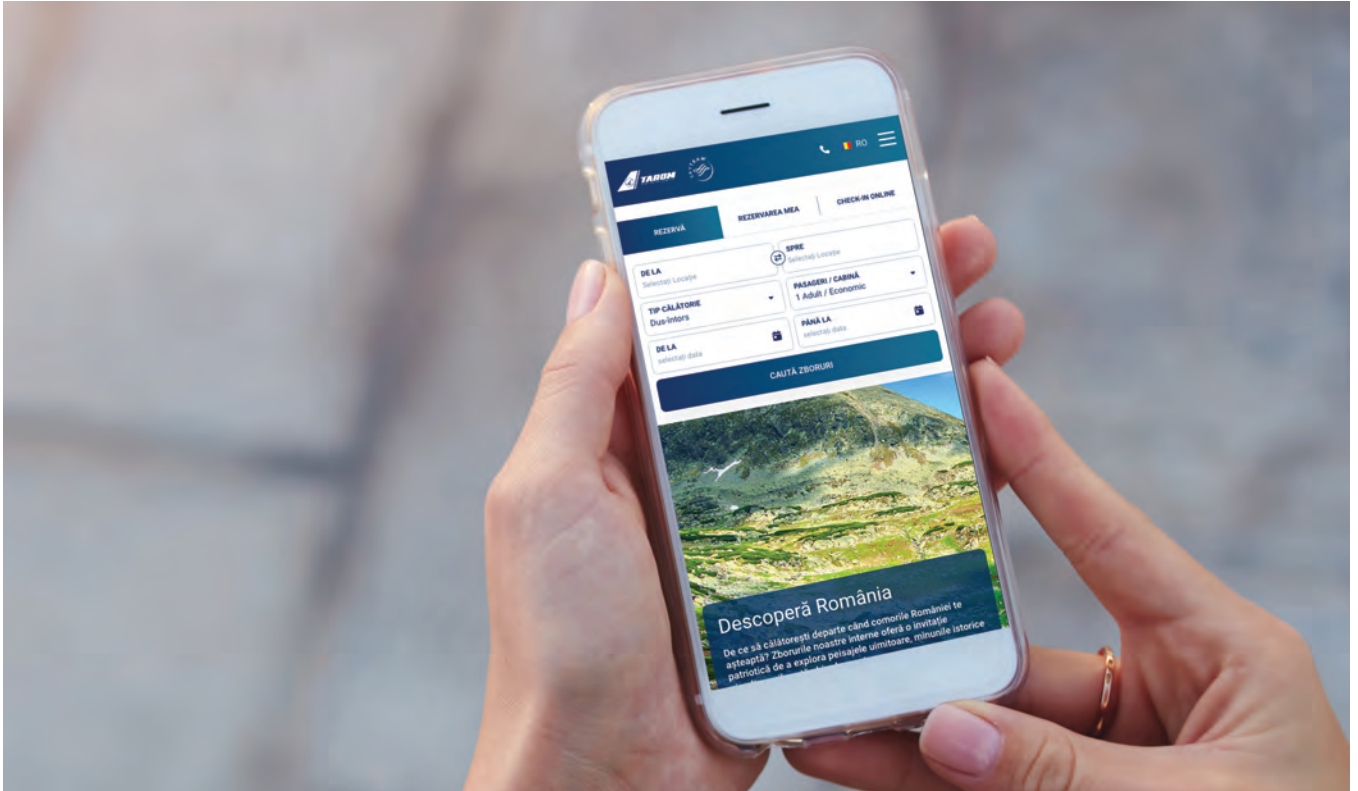 TAROM
RO
REZERVĂ
REZERVAREA MEA
CHECK-IN ONLINE
DE LA
Selectați Locație
SPRE
Selectați Locație
TIP CĂLĂTORIE
Dus-întors
PASAGERI / CABINĂ
1 Adult / Economic
DE LA
selectați data
PÂNĂ LA
selectați data
CAUTĂ ZBORURI
Descoperă România
De ce să călătorești departe când comorile României te
așteaptă? Zborurile noastre interne oferă o invitație
patriotică de a explora peisajele uimitoare, minunile istorice